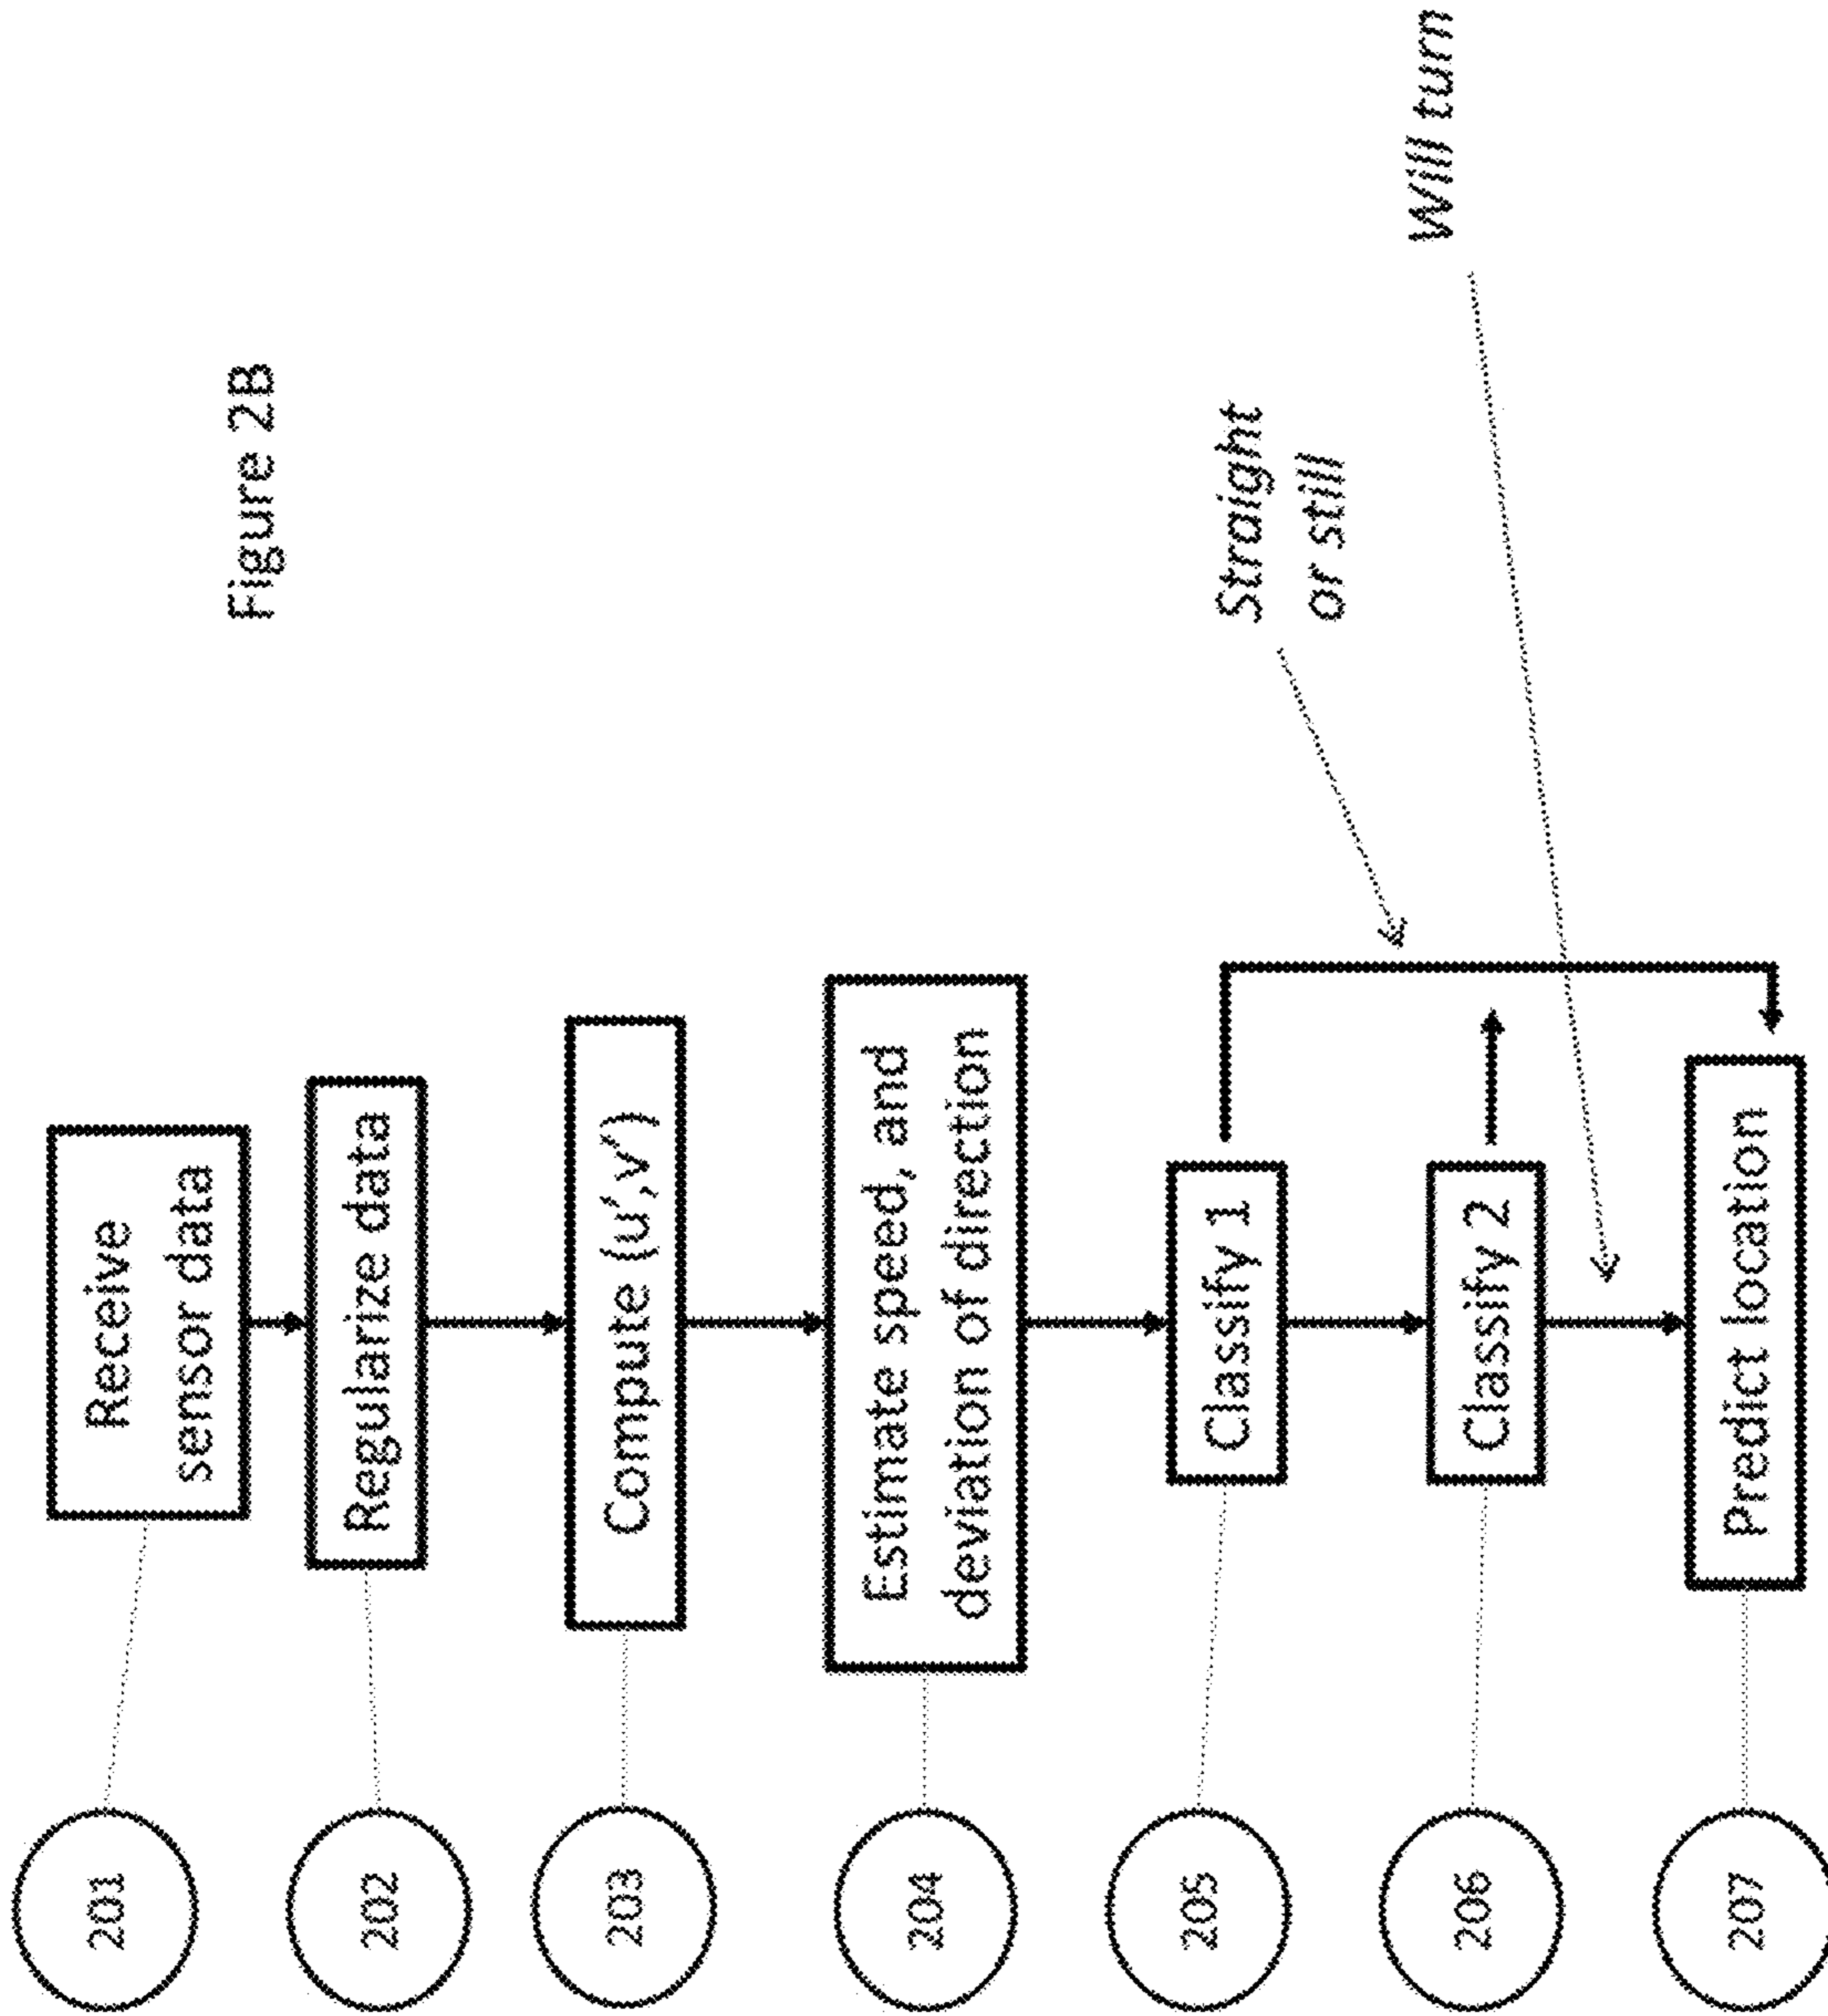 Figure 2B
201
Receive
sensor data
202
Regularize data
203
Compute (u′,v′)
204
Estimate speed, and
deviation of direction
205
Classify 1
Straight
or still
206
Classify 2
Will turn
207
Predict location